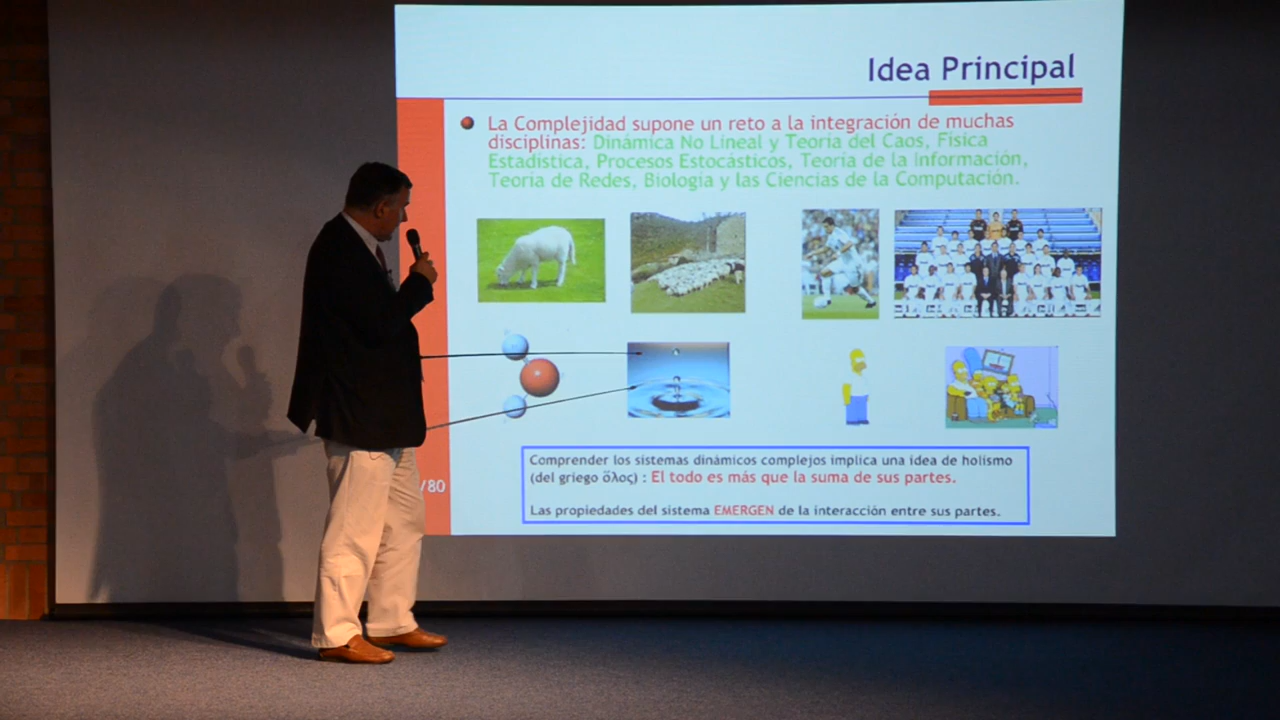 Idea Principal
La Complejidad supone un reto a la integración de muchas
disciplinas: Dinámica No Lineal y Teoría del Caos, Física
Estadística, Procesos Estocásticos, Teoría de la Información,
Teoría de Redes, Biología y las Ciencias de la Computación.
Comprender los sistemas dinámicos complejos implica una idea de holismo
(del griego ὅλος) : El todo es más que la suma de sus partes.
/80
Las propiedades del sistema EMERGEN de la interacción entre sus partes.